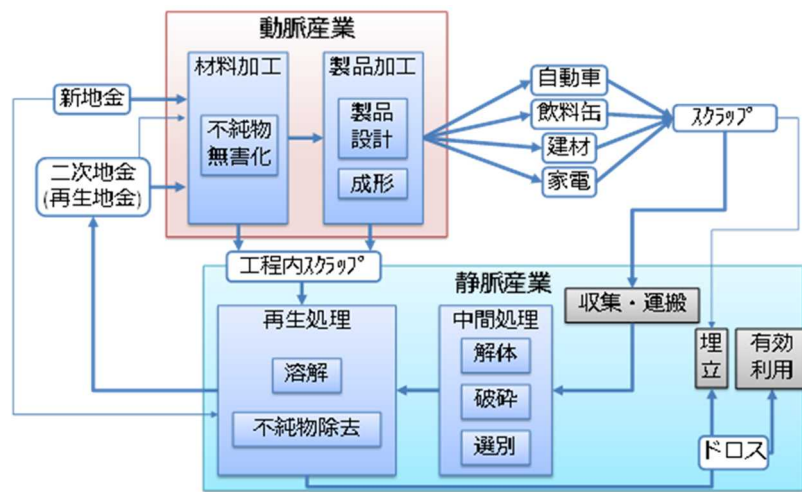 動脈産業
材料加工
製品加工
新地金
不純物
無害化
製品
設計
成形
自動車
飲料缶
建材
家電
スクラップ
二次地金
(再生地金)
工程内スクラップ
静脈産業
再生処理
溶解
不純物除去
中間処理
解体
破砕
選別
収集・運搬
埋
立
有効
利用
ドロス